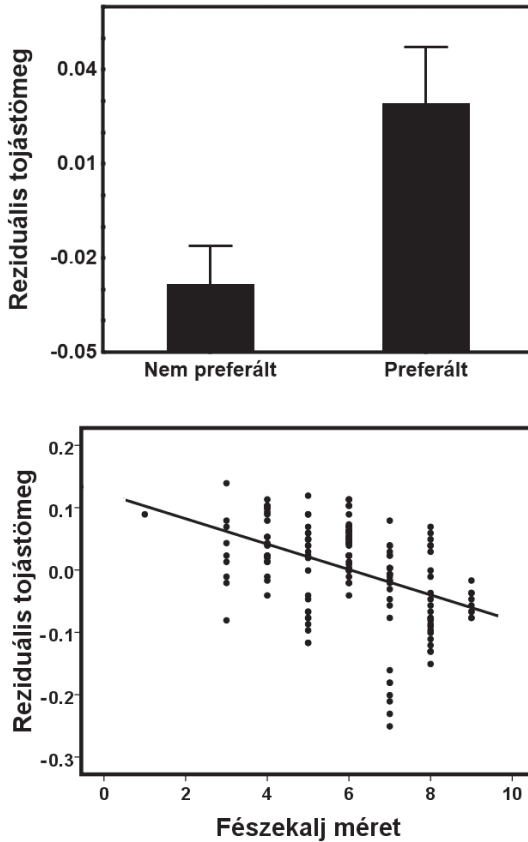 Reziduális tojástömeg
0.04
0.01
-0.02
-0.05
Nem preferált Preferált
Reziduális tojástömeg
0.2
0.1
0.0
-0.1
-0.2
-0.3
0 2 4 6 8 10
Fészekalj méret